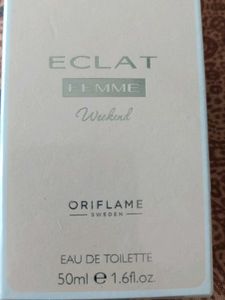 ECLAT
FEMME
Weekend
ORIFLAME
SWEDEN
EAU DE TOILETTE
50ml ℮ 1.6fl.oz.